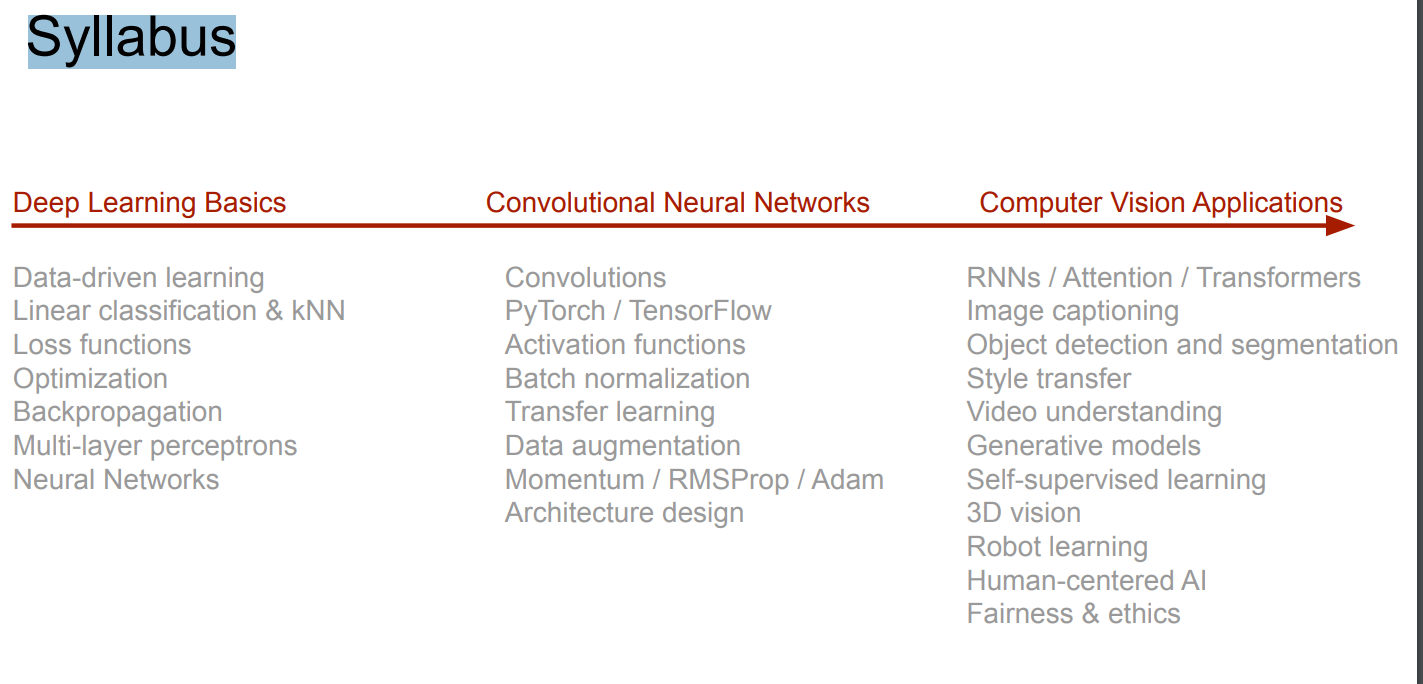 Syllabus
Deep Learning Basics
Data-driven learning
Linear classification & kNN
Loss functions
Optimization
Backpropagation
Multi-layer perceptrons
Neural Networks
Convolutional Neural Networks
Convolutions
PyTorch / TensorFlow
Activation functions
Batch normalization
Transfer learning
Data augmentation
Momentum / RMSProp / Adam
Architecture design
Computer Vision Applications
RNNs / Attention / Transformers
Image captioning
Object detection and segmentation
Style transfer
Video understanding
Generative models
Self-supervised learning
3D vision
Robot learning
Human-centered AI
Fairness & ethics